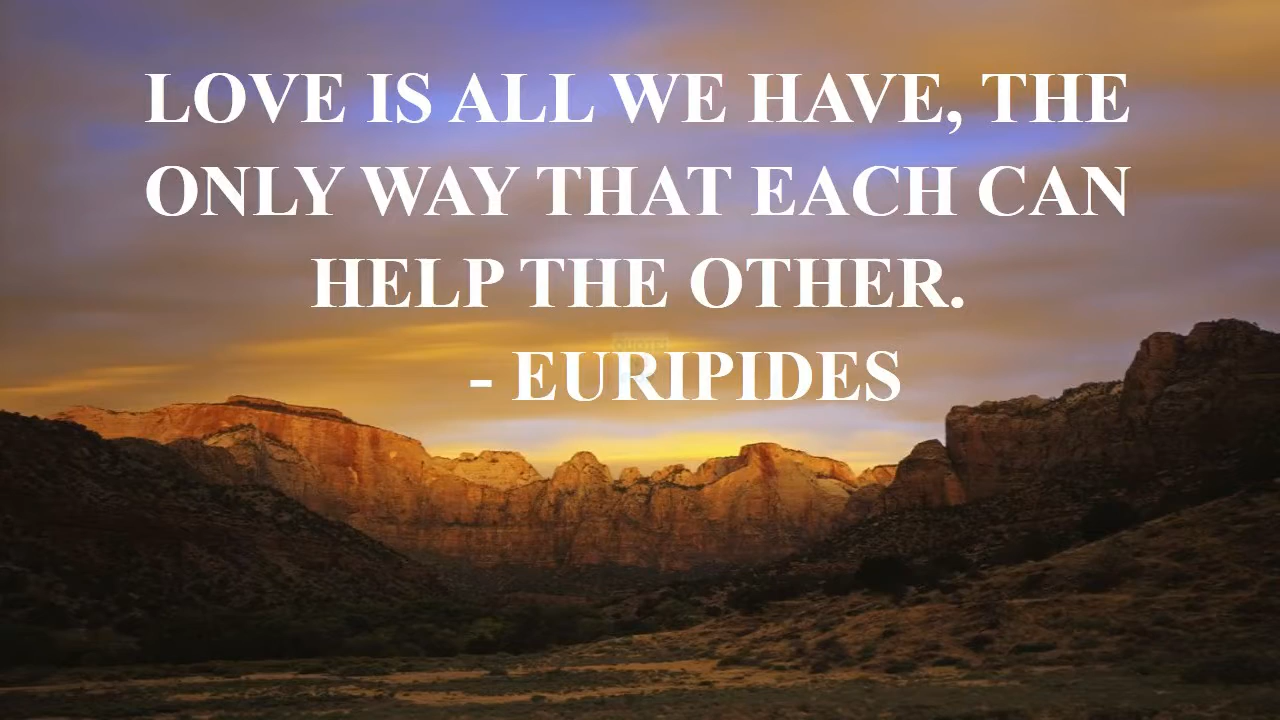 LOVE IS ALL WE HAVE, THE
ONLY WAY THAT EACH CAN
HELP THE OTHER.
- EURIPIDES